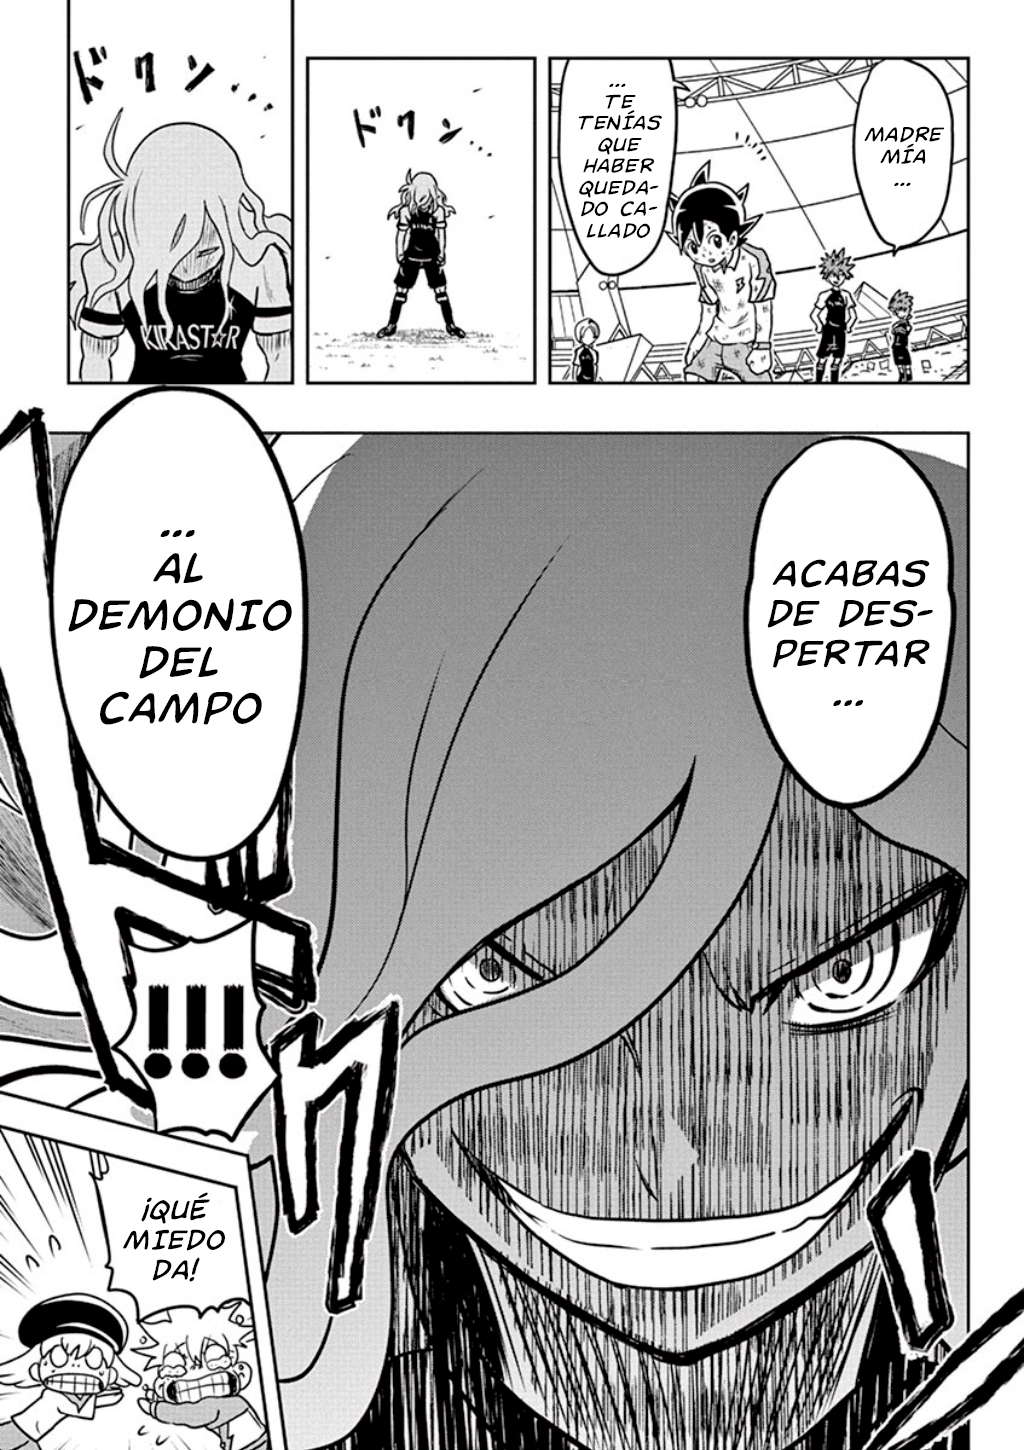 MADRE
MÍA
...
...
TE
TENÍAS
QUE
HABER
QUEDA-
DO CA-
LLADO
ドクン...
ドクン...
KIRAST☆R
ACABAS
DE DES-
PERTAR
...
...
AL
DEMONIO
DEL
CAMPO
!!!
¡QUÉ
MIEDO
DA!